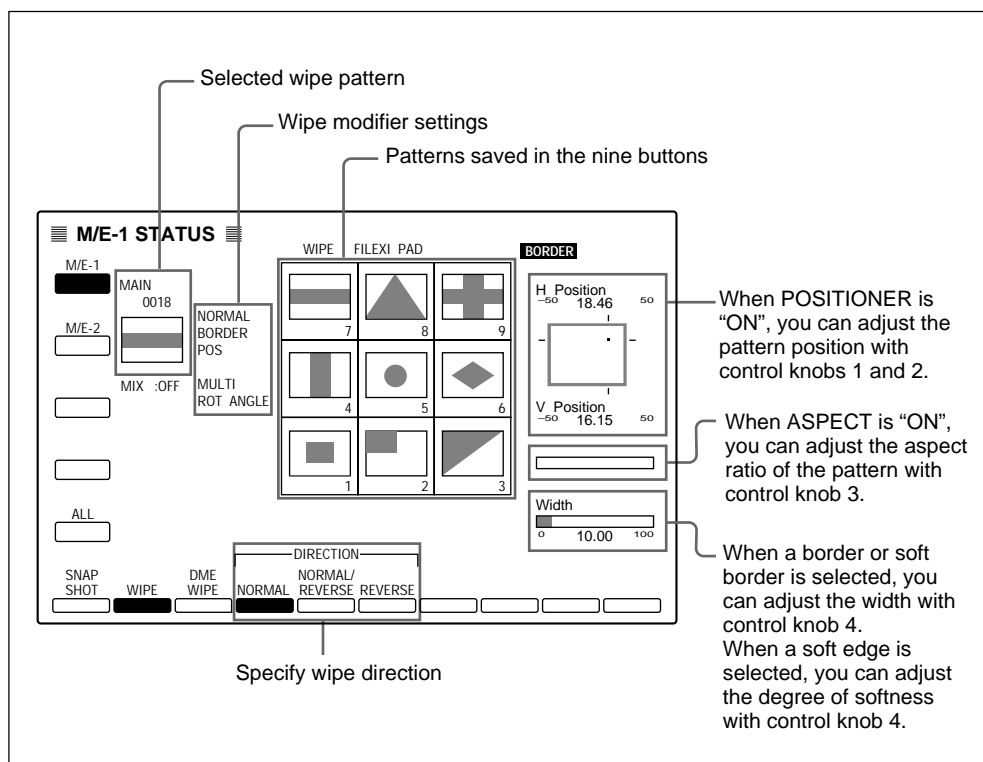 Selected wipe pattern
Wipe modifier settings
Patterns saved in the nine buttons
M/E-1 STATUS
WIPE FILEXI PAD
BORDER
M/E-1
MAIN
0018
M/E-2
MIX :OFF
NORMAL
BORDER
POS
MULTI
ROT ANGLE
7
8
9
4
5
6
1
2
3
H Position
-50 18.46 50
V Position
-50 16.15 50
When POSITIONER is
“ON”, you can adjust the
pattern position with
control knobs 1 and 2.
When ASPECT is “ON”,
you can adjust the aspect
ratio of the pattern with
control knob 3.
Width
0 10.00 100
When a border or soft
border is selected, you
can adjust the width with
control knob 4.
When a soft edge is
selected, you can adjust
the degree of softness
with control knob 4.
ALL
DIRECTION
SNAP
SHOT
WIPE
DME
WIPE
NORMAL
NORMAL/
REVERSE
REVERSE
Specify wipe direction